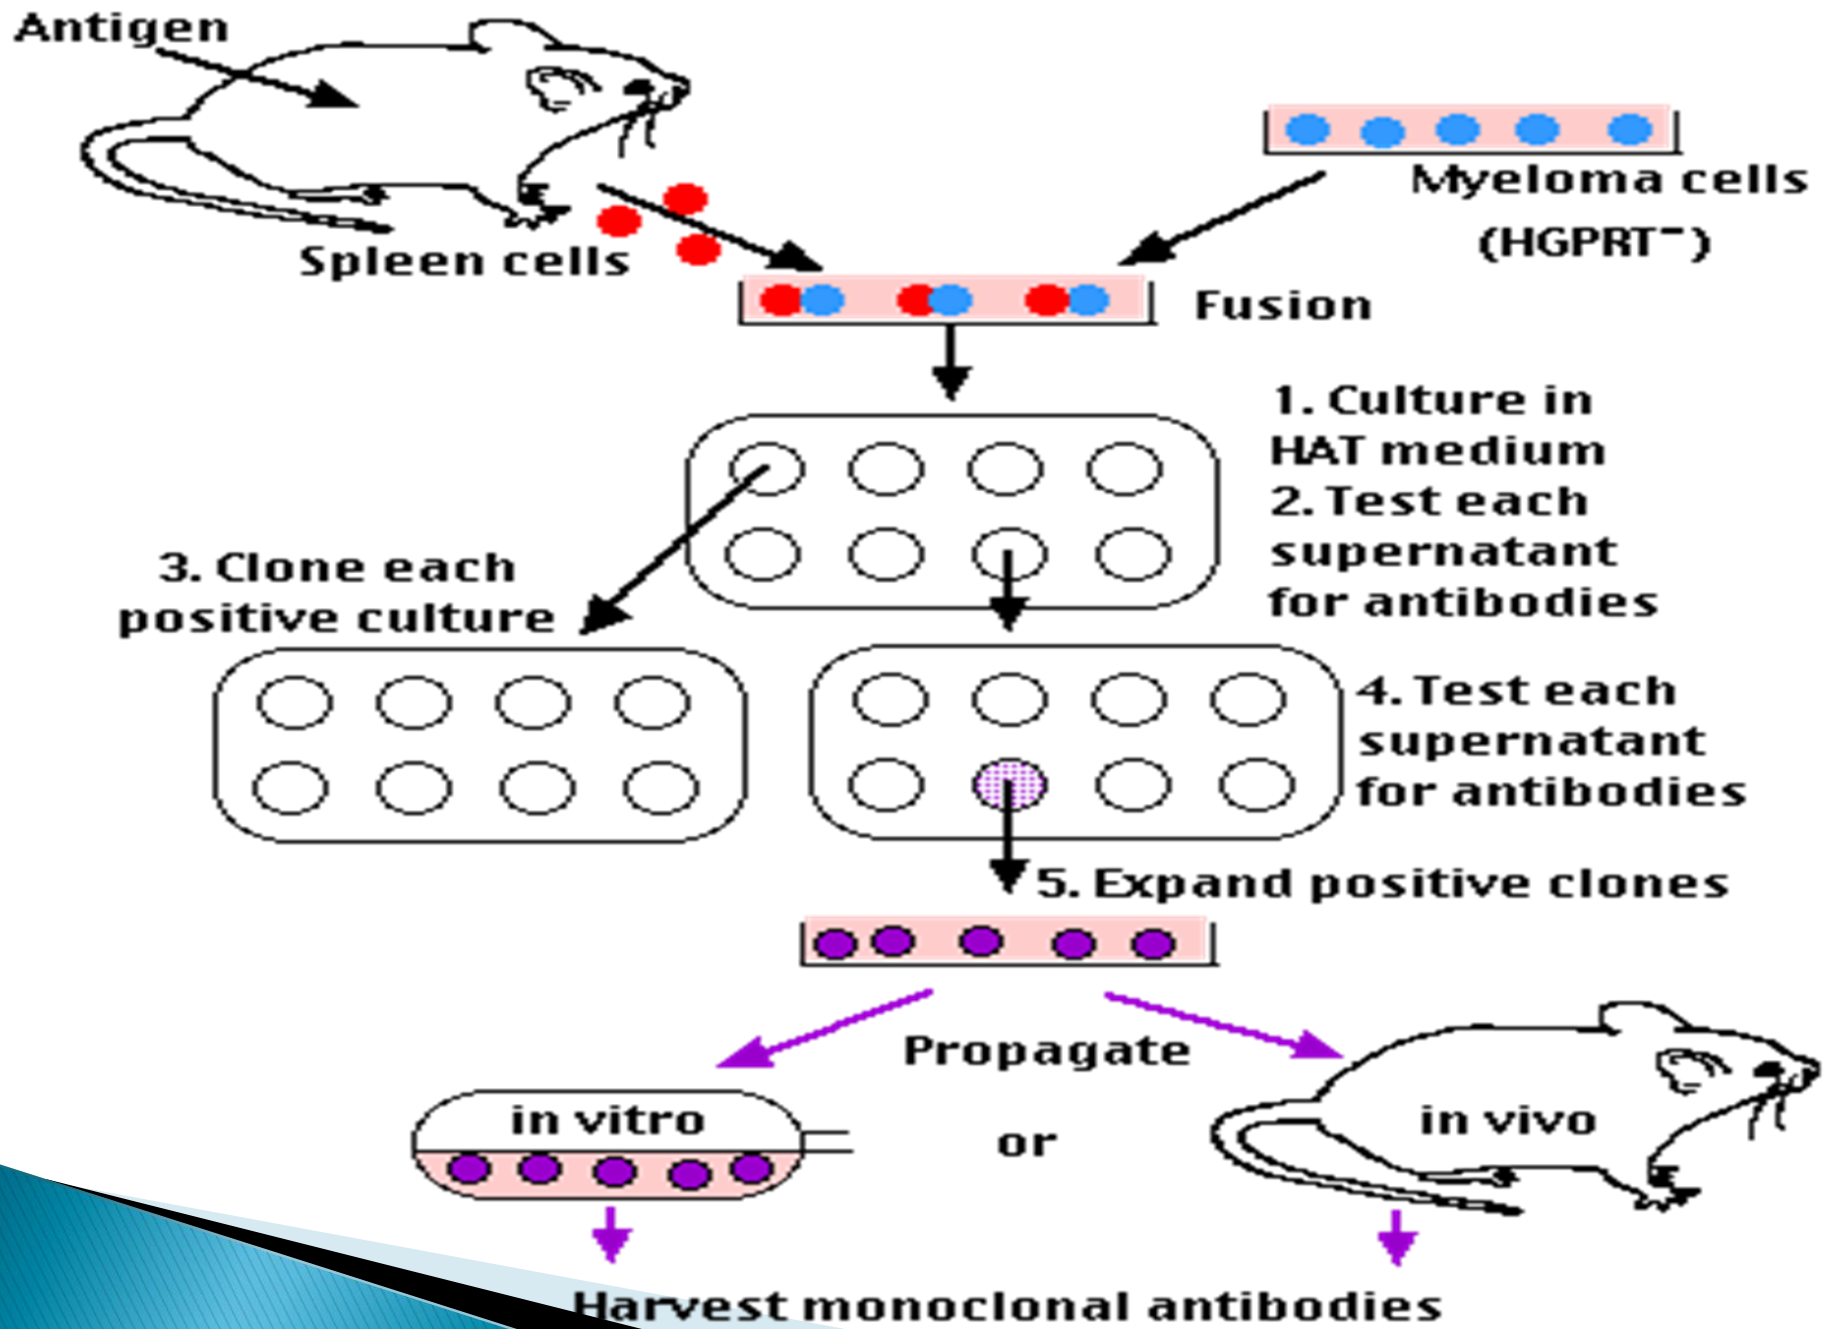 Antigen
Myeloma cells
(HGPRT⁻)
Spleen cells
Fusion
1. Culture in
HAT medium
2. Test each
supernatant
for antibodies
3. Clone each
positive culture
4. Test each
supernatant
for antibodies
5. Expand positive clones
Propagate
in vitro
or
in vivo
Harvest monoclonal antibodies